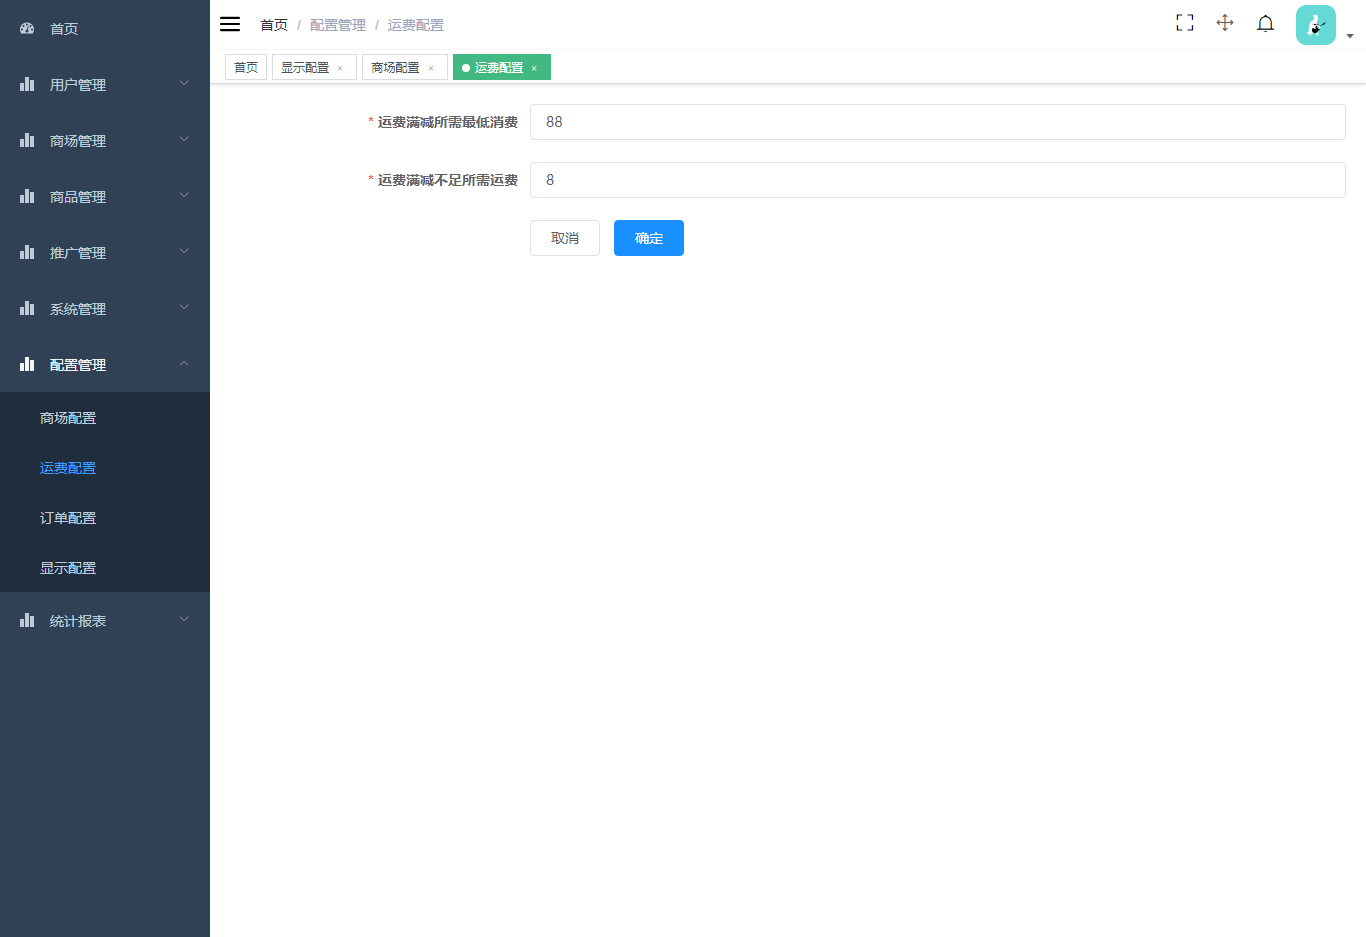 首页
用户管理
商场管理
商品管理
推广管理
系统管理
配置管理
商场配置
运费配置
订单配置
显示配置
统计报表
首页 / 配置管理 / 运费配置
首页 显示配置 × 商场配置 × 运费配置 ×
* 运费满减所需最低消费 88
* 运费满减不足所需运费 8
取消 确定